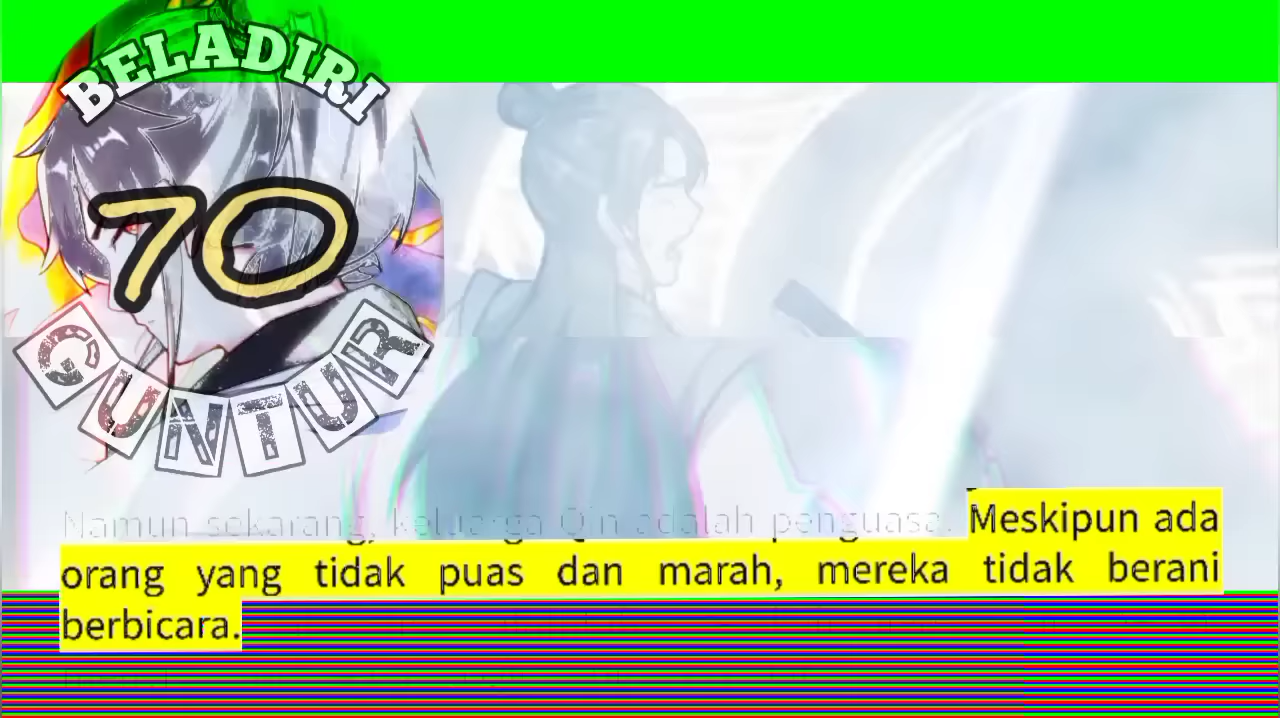 BELADIRI
70
GUNTUR
Namun sekarang, keluarga Qin adalah penguasa. Meskipun ada
orang yang tidak puas dan marah, mereka tidak berani
berbicara.